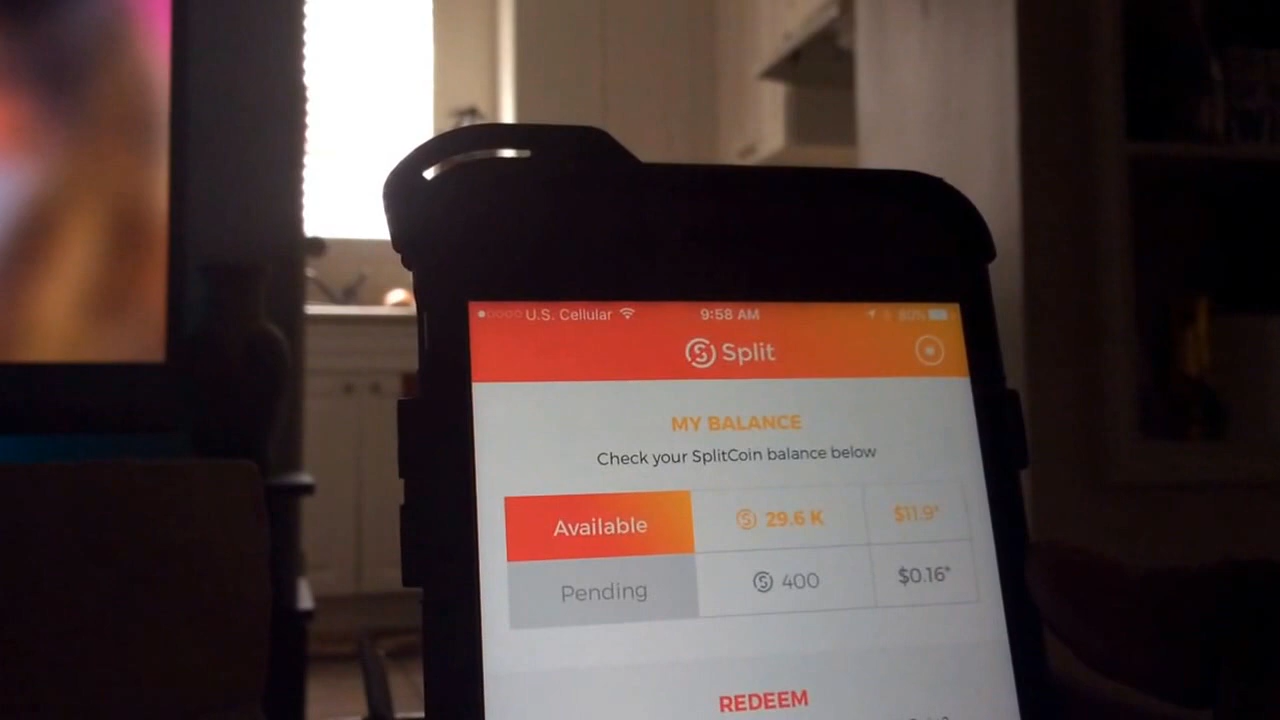 U.S. Cellular 9:58 AM 80%
Split
MY BALANCE
Check your SplitCoin balance below
Available 29.6 K $11.9*
Pending 400 $0.16*
REDEEM